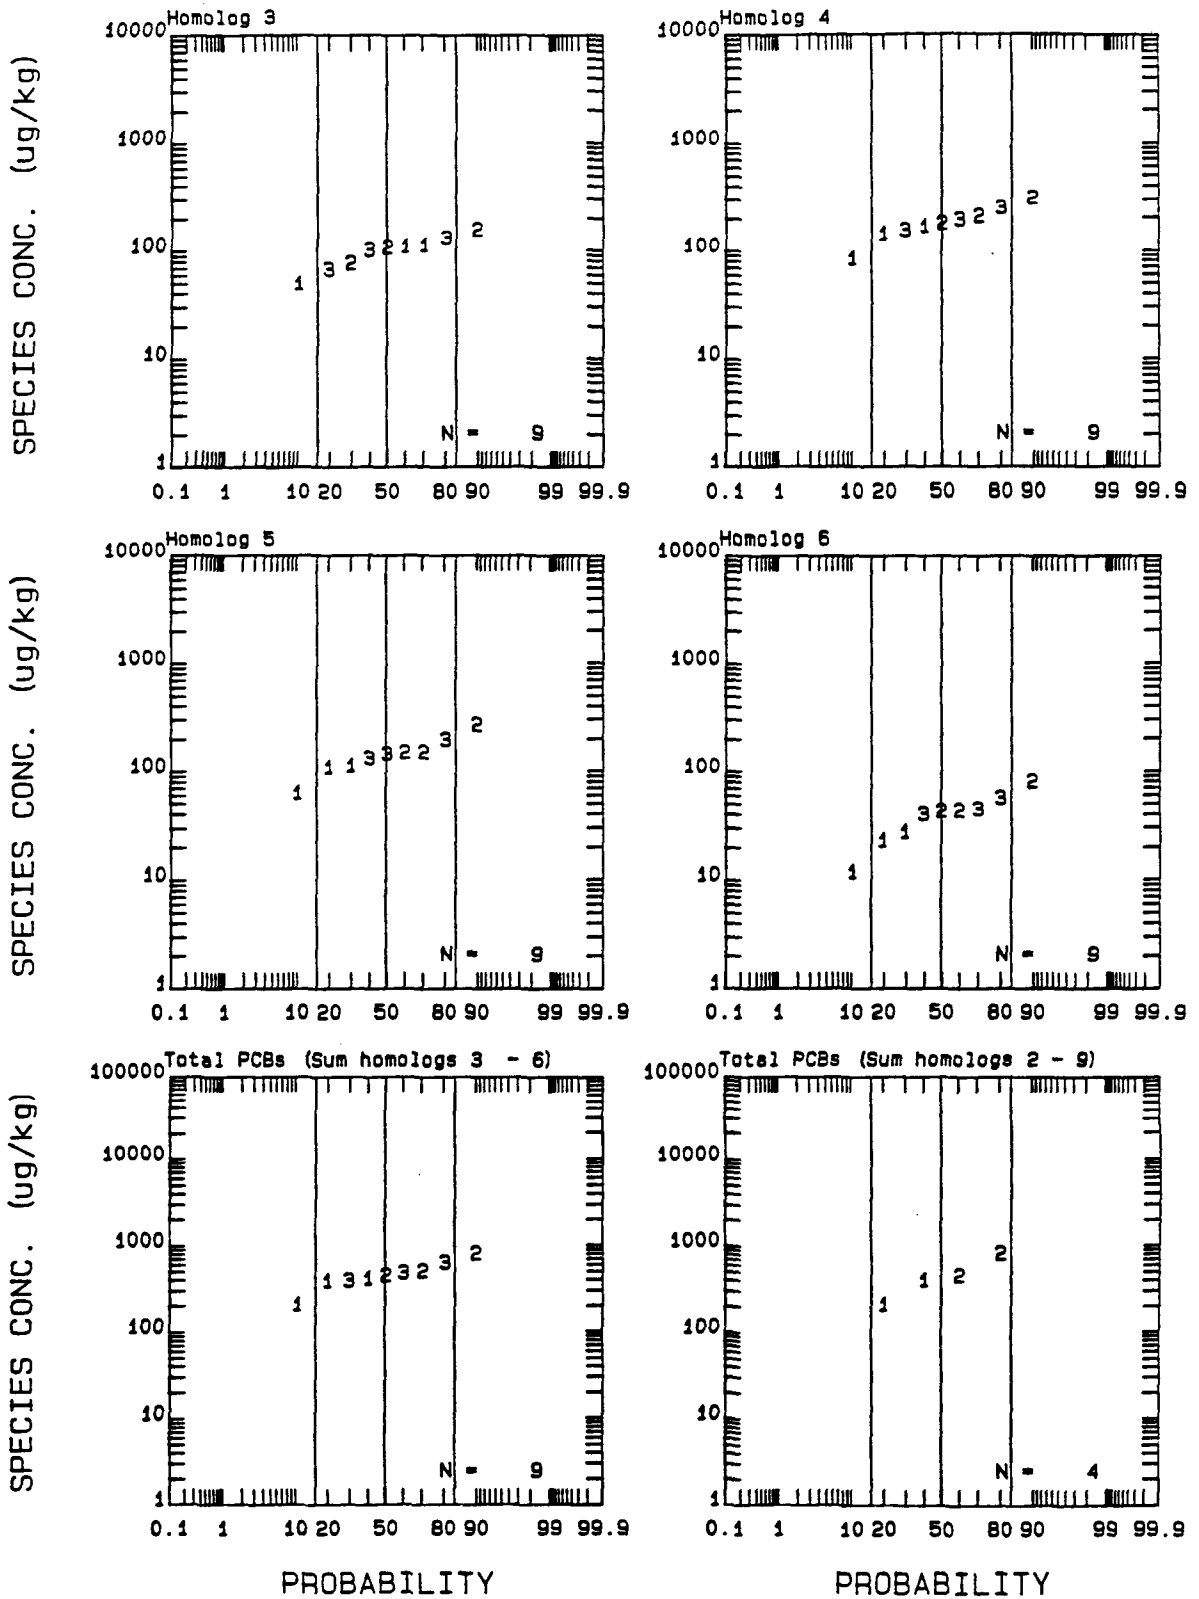 Homolog 3
Homolog 4
SPECIES CONC. (ug/kg)
10000
1000
100
10
1
1 3 2 3 2 1 1 3 2
N = 9
0.1 1 10 20 50 80 90 99 99.9
10000
1000
100
10
1
1 1 3 1 2 3 2 3 2
N = 9
0.1 1 10 20 50 80 90 99 99.9
Homolog 5
Homolog 6
SPECIES CONC. (ug/kg)
10000
1000
100
10
1
1 1 1 3 3 2 2 3 2
N = 9
0.1 1 10 20 50 80 90 99 99.9
10000
1000
100
10
1
1 1 1 3 2 2 3 3 2
N = 9
0.1 1 10 20 50 80 90 99 99.9
Total PCBs (Sum homologs 3 - 6)
Total PCBs (Sum homologs 2 - 9)
SPECIES CONC. (ug/kg)
100000
10000
1000
100
10
1
1 1 3 1 2 3 2 3 2
N = 9
0.1 1 10 20 50 80 90 99 99.9
100000
10000
1000
100
10
1
1 1 2 2
N = 4
0.1 1 10 20 50 80 90 99 99.9
PROBABILITY
PROBABILITY